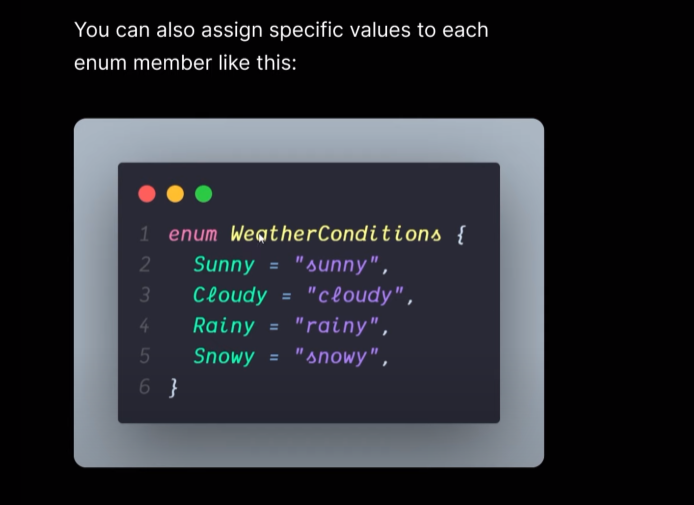 You can also assign specific values to each
enum member like this:
1 enum WeatherConditions {
2 Sunny = "sunny",
3 Cloudy = "cloudy",
4 Rainy = "rainy",
5 Snowy = "snowy",
6 }